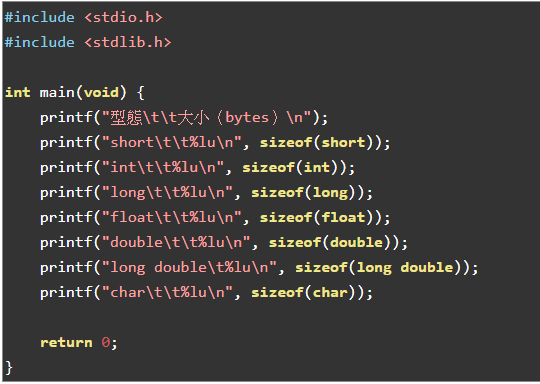 #include <stdio.h>
#include <stdlib.h>
int main(void) {
printf("型態\t\t大小（bytes）\n");
printf("short\t\t%lu\n", sizeof(short));
printf("int\t\t%lu\n", sizeof(int));
printf("long\t\t%lu\n", sizeof(long));
printf("float\t\t%lu\n", sizeof(float));
printf("double\t\t%lu\n", sizeof(double));
printf("long double\t%lu\n", sizeof(long double));
printf("char\t\t%lu\n", sizeof(char));
return 0;
}